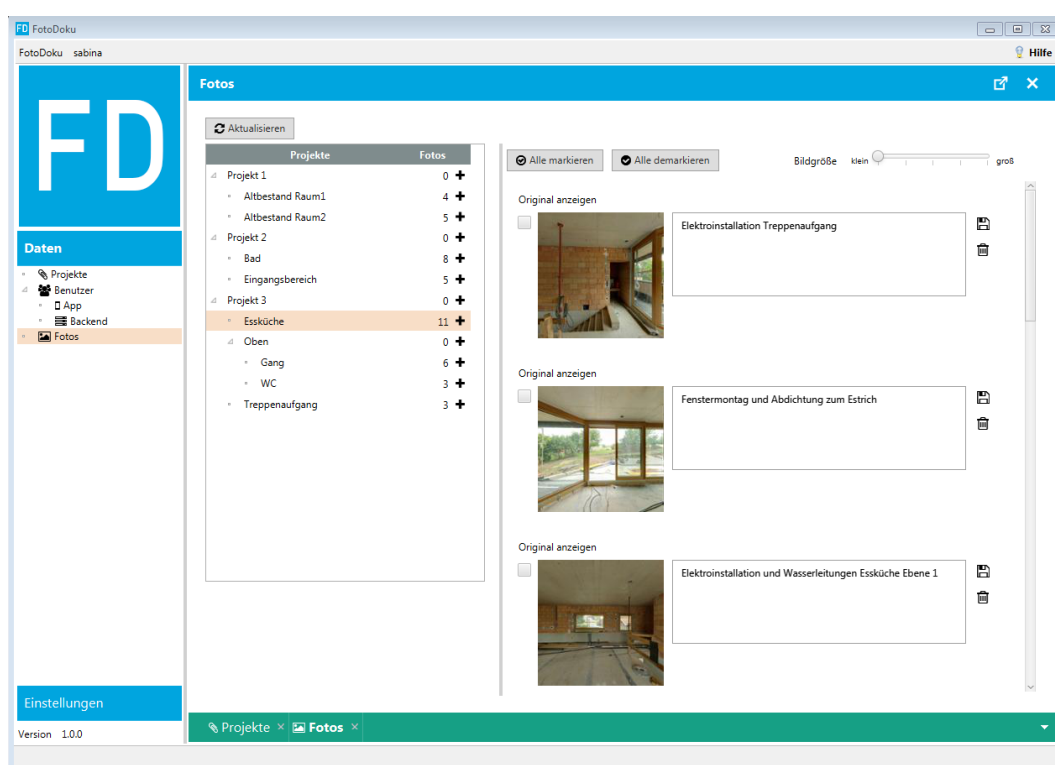 FD FotoDoku
FotoDoku sabina
Hilfe
FD
Fotos
Aktualisieren
Projekte Fotos
Projekt 1 0
Altbestand Raum1 4
Altbestand Raum2 5
Projekt 2 0
Bad 8
Eingangsbereich 5
Projekt 3 0
Essküche 11
Oben 0
Gang 6
WC 3
Treppenaufgang 3
Alle markieren Alle demarkieren Bildgröße klein groß
Original anzeigen
Elektroinstallation Treppenaufgang
Original anzeigen
Fenstermontag und Abdichtung zum Estrich
Original anzeigen
Elektroinstallation und Wasserleitungen Essküche Ebene 1
Daten
Projekte
Benutzer
App
Backend
Fotos
Einstellungen
Version 1.0.0
Projekte Fotos